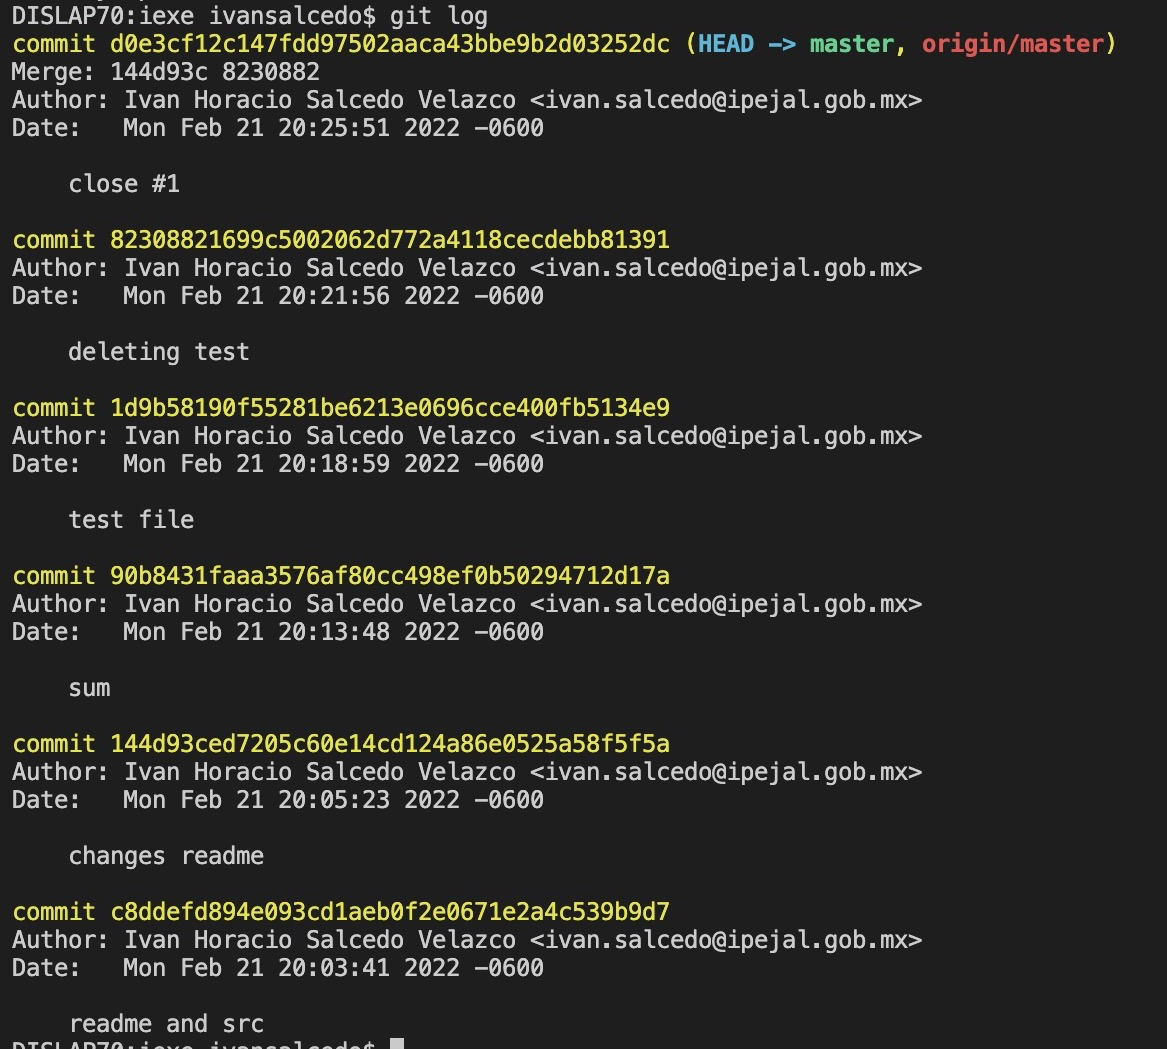 DISLAP70:iexe ivansalcedo$ git log
commit d0e3cf12c147fdd97502aaca43bbe9b2d03252dc (HEAD -> master, origin/master)
Merge: 144d93c 8230882
Author: Ivan Horacio Salcedo Velazco <ivan.salcedo@ipejal.gob.mx>
Date:   Mon Feb 21 20:25:51 2022 -0600
    close #1
commit 82308821699c5002062d772a4118cecdebb81391
Author: Ivan Horacio Salcedo Velazco <ivan.salcedo@ipejal.gob.mx>
Date:   Mon Feb 21 20:21:56 2022 -0600
    deleting test
commit 1d9b58190f55281be6213e0696cce400fb5134e9
Author: Ivan Horacio Salcedo Velazco <ivan.salcedo@ipejal.gob.mx>
Date:   Mon Feb 21 20:18:59 2022 -0600
    test file
commit 90b8431faaa3576af80cc498ef0b50294712d17a
Author: Ivan Horacio Salcedo Velazco <ivan.salcedo@ipejal.gob.mx>
Date:   Mon Feb 21 20:13:48 2022 -0600
    sum
commit 144d93ced7205c60e14cd124a86e0525a58f5f5a
Author: Ivan Horacio Salcedo Velazco <ivan.salcedo@ipejal.gob.mx>
Date:   Mon Feb 21 20:05:23 2022 -0600
    changes readme
commit c8ddefd894e093cd1aeb0f2e0671e2a4c539b9d7
Author: Ivan Horacio Salcedo Velazco <ivan.salcedo@ipejal.gob.mx>
Date:   Mon Feb 21 20:03:41 2022 -0600
    readme and src
DISLAP70:iexe ivansalcedo$